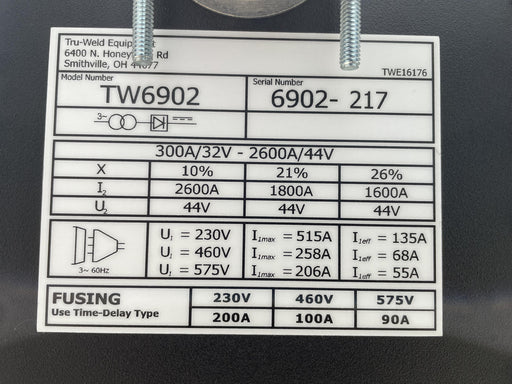 Tru-Weld Equipment
6400 N. Honeytown Rd
Smithville, OH 44677
TWE16176
Model Number
TW6902
Serial Number
6902- 217
3~
300A/32V - 2600A/44V
X 10% 21% 26%
I₂ 2600A 1800A 1600A
U₂ 44V 44V 44V
U₁ = 230V I₁max = 515A I₁eff = 135A
U₁ = 460V I₁max = 258A I₁eff = 68A
U₁ = 575V I₁max = 206A I₁eff = 55A
3~ 60Hz
FUSING 230V 460V 575V
Use Time-Delay Type 200A 100A 90A